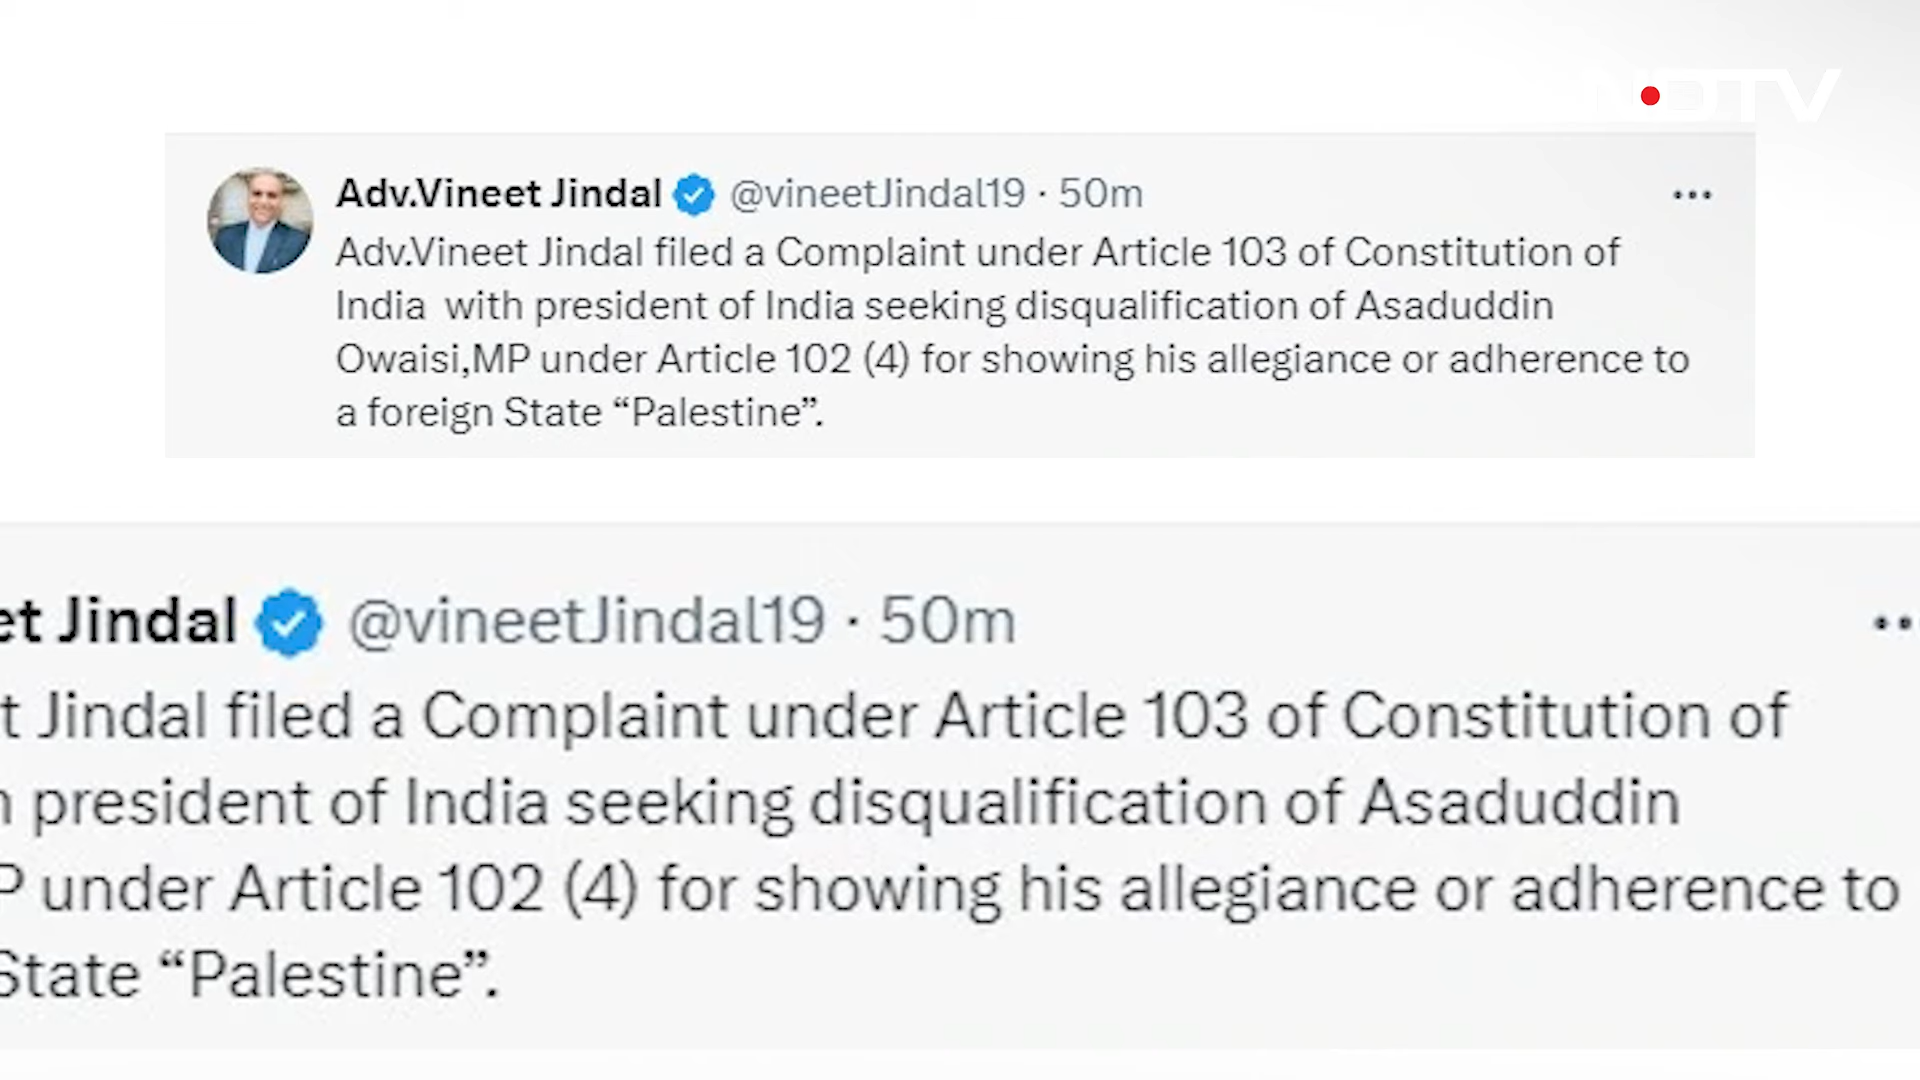 NDTV
Adv.Vineet Jindal @vineetJindal19 · 50m
Adv.Vineet Jindal filed a Complaint under Article 103 of Constitution of
India with president of India seeking disqualification of Asaduddin
Owaisi,MP under Article 102 (4) for showing his allegiance or adherence to
a foreign State “Palestine”.
et Jindal @vineetJindal19 · 50m
t Jindal filed a Complaint under Article 103 of Constitution of
president of India seeking disqualification of Asaduddin
P under Article 102 (4) for showing his allegiance or adherence to
State “Palestine”.